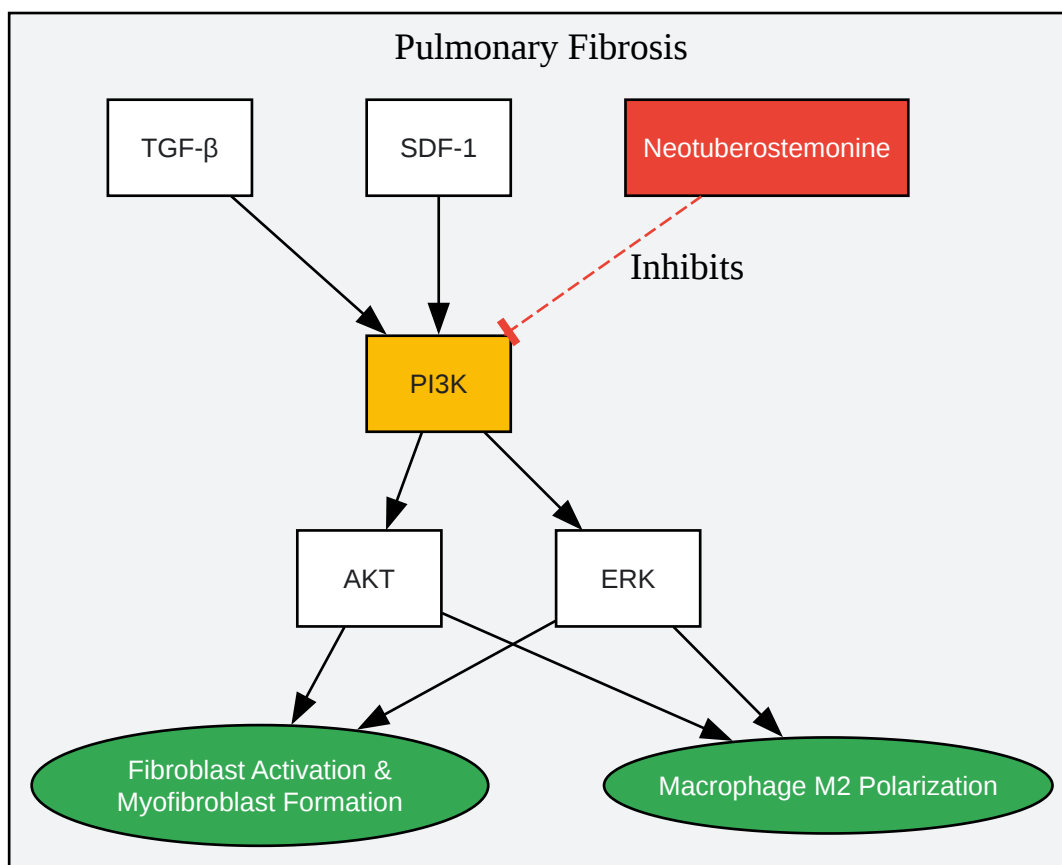 Pulmonary Fibrosis
TGF-β
SDF-1
Neotuberostemonine
Inhibits
PI3K
AKT
ERK
Fibroblast Activation &
Myofibroblast Formation
Macrophage M2 Polarization